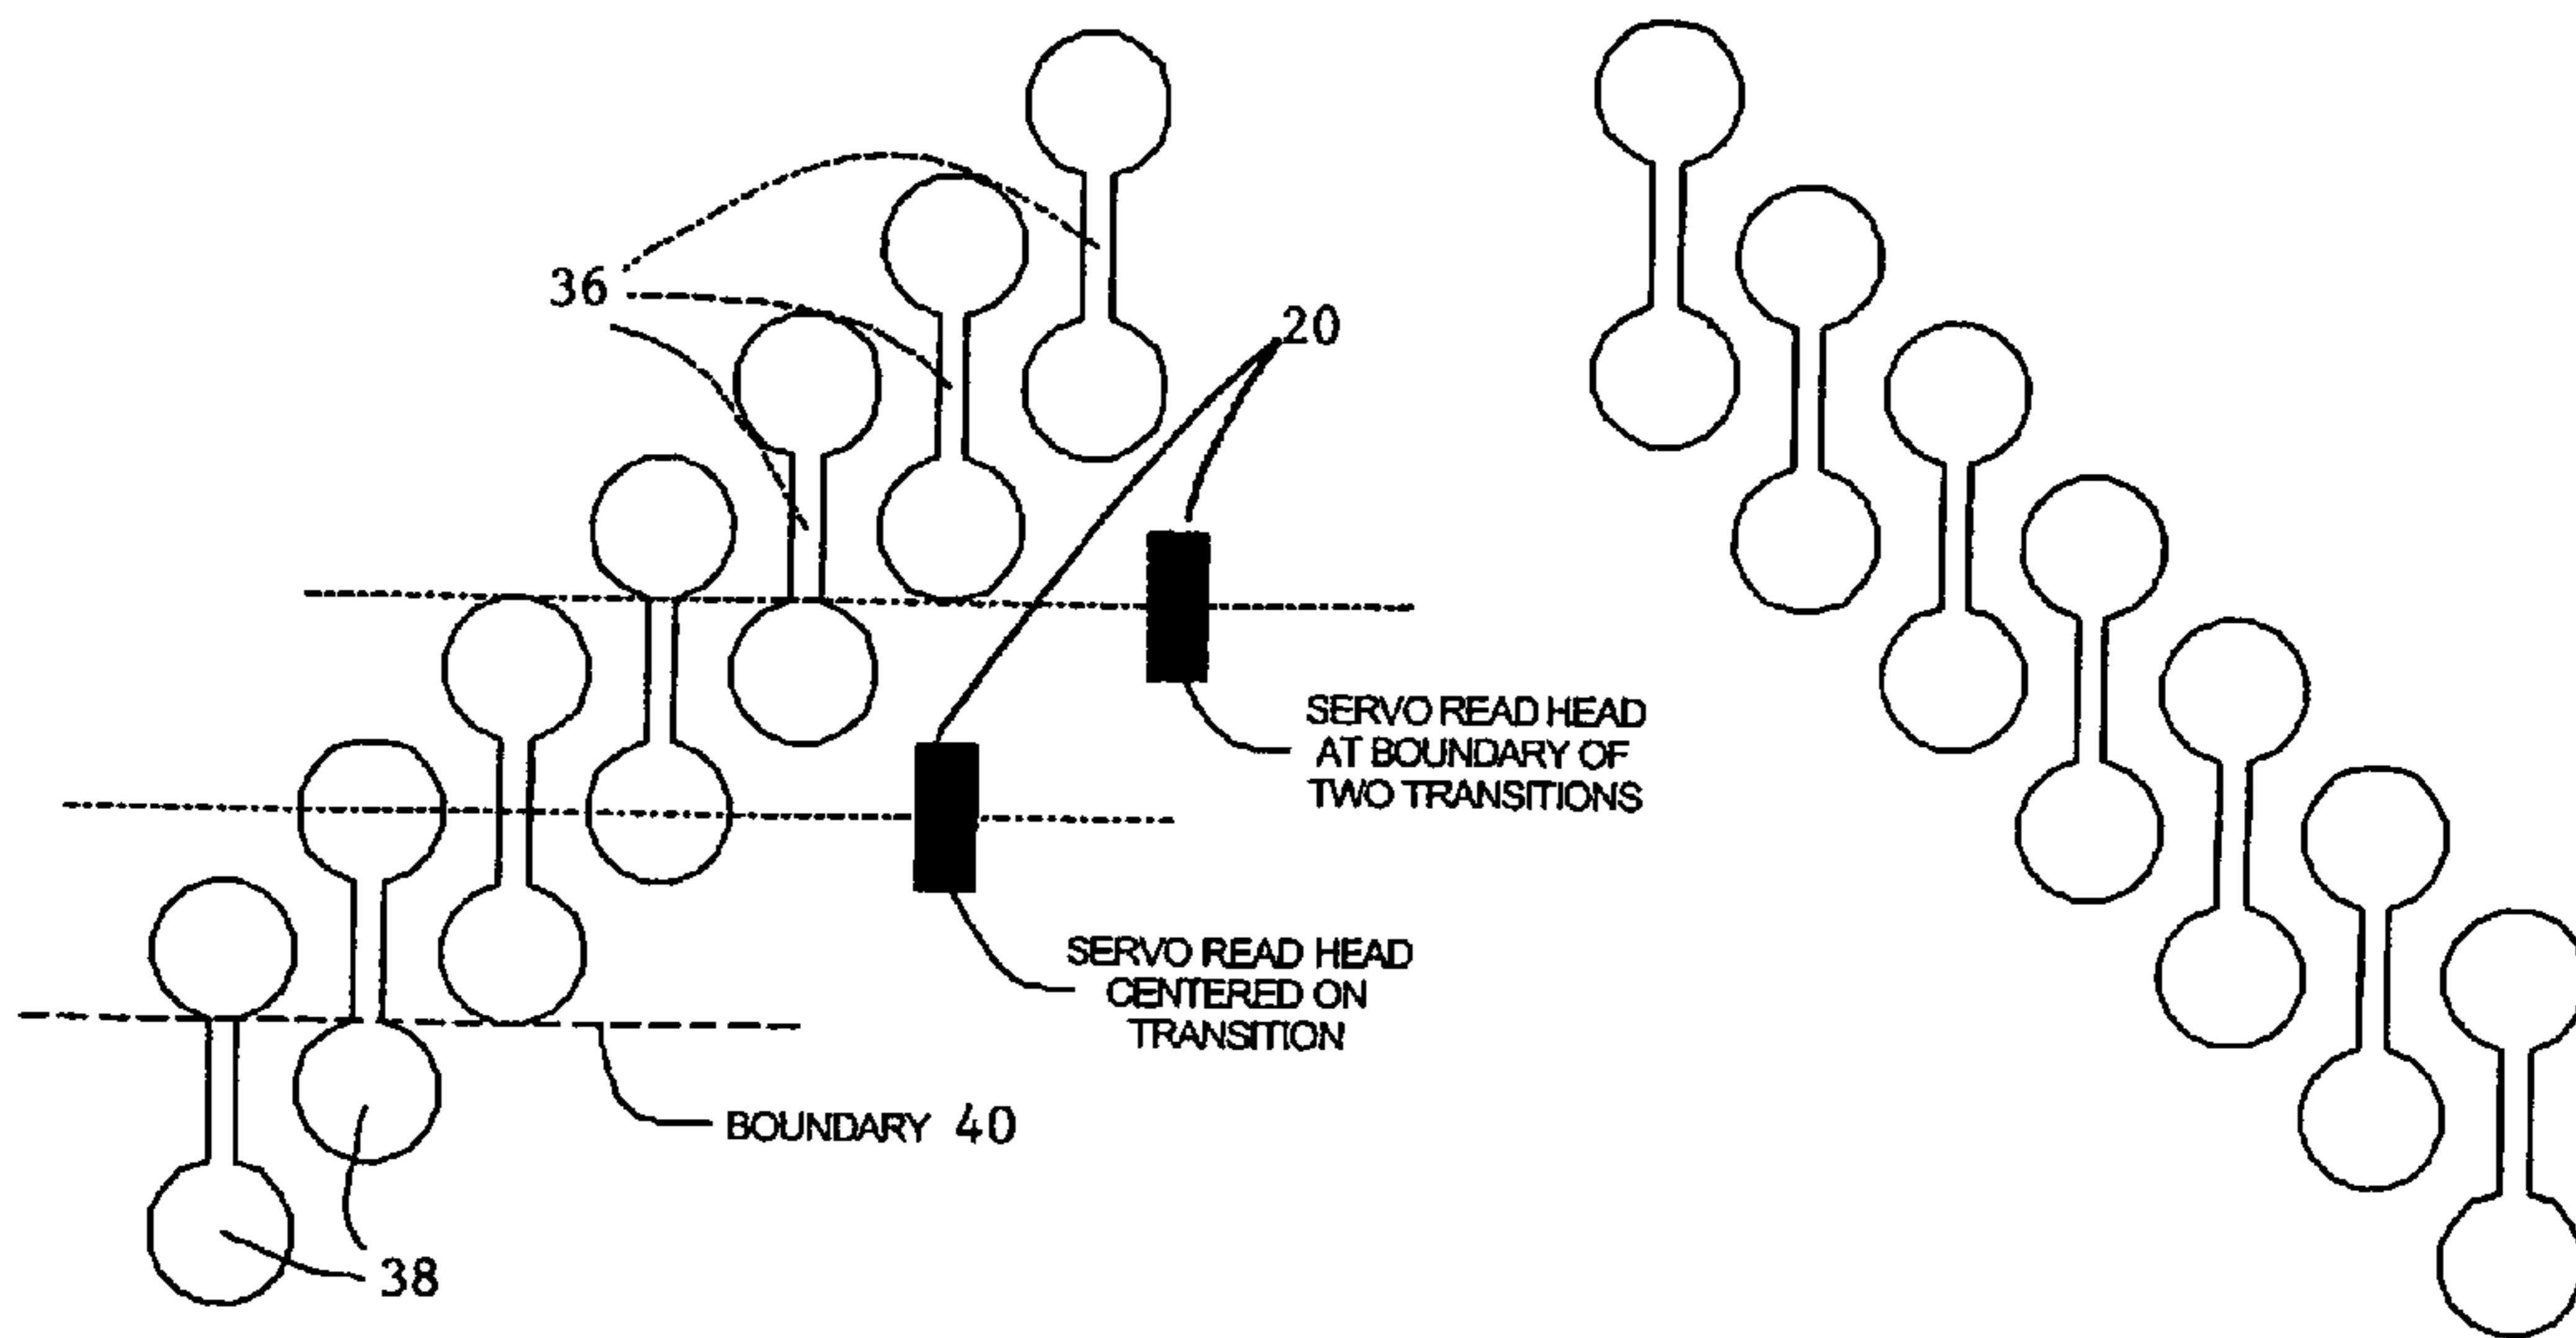 36
20
SERVO READ HEAD
AT BOUNDARY OF
TWO TRANSITIONS
SERVO READ HEAD
CENTERED ON
TRANSITION
BOUNDARY 40
38